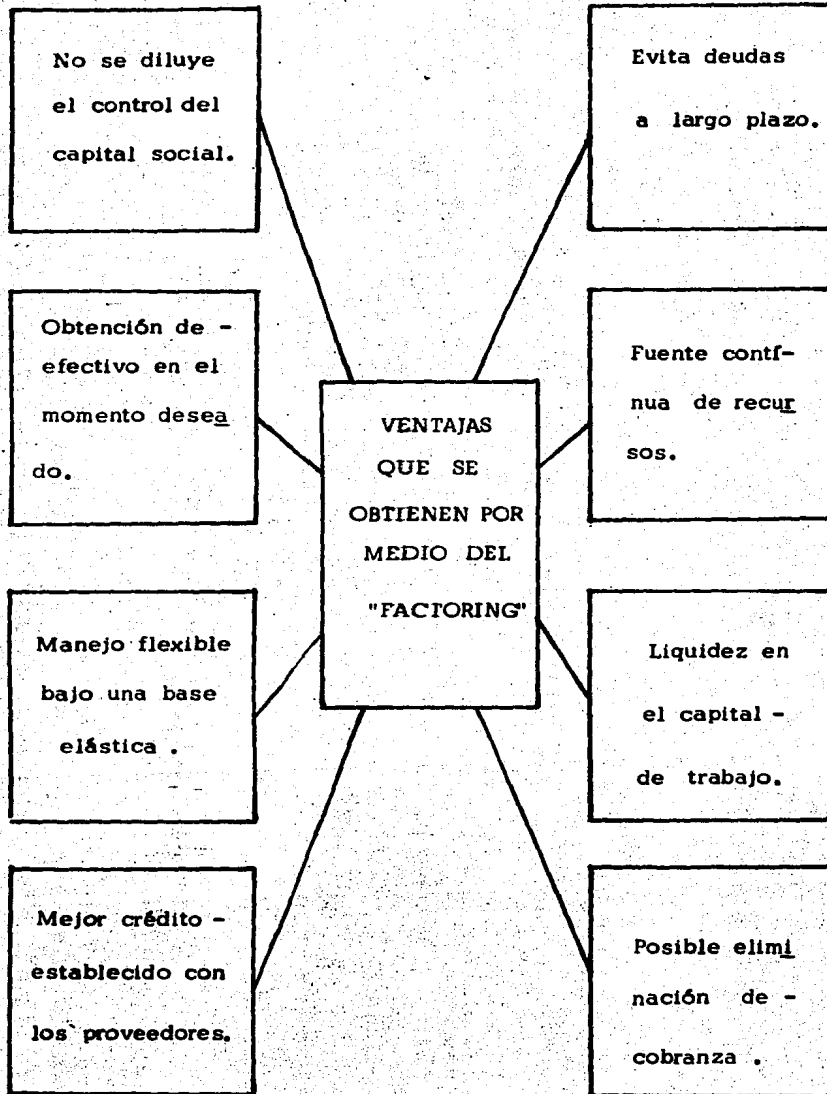 No se diluye
el control del
capital social.
Evita deudas
a largo plazo.
Obtención de -
efectivo en el
momento desea
do.
Fuente contí-
nua de recur
sos.
VENTAJAS
QUE SE
OBTIENEN POR
MEDIO DEL
"FACTORING"
Manejo flexible
bajo una base
elástica .
Liquidez en
el capital -
de trabajo.
Mejor crédito -
establecido con
los proveedores.
Posible elimi
nación de -
cobranza .